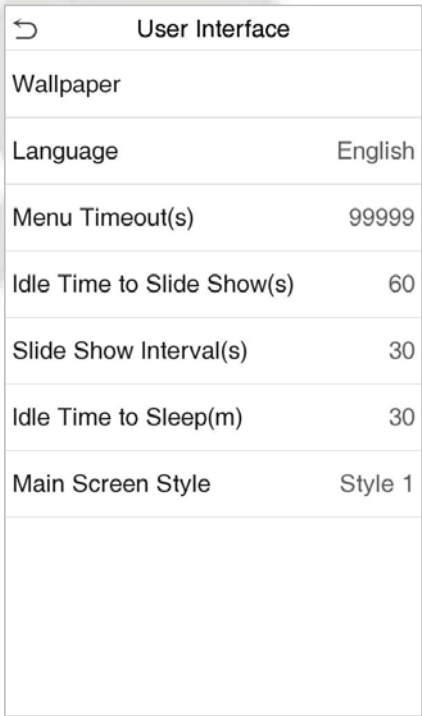 User Interface
Wallpaper
Language English
Menu Timeout(s) 99999
Idle Time to Slide Show(s) 60
Slide Show Interval(s) 30
Idle Time to Sleep(m) 30
Main Screen Style Style 1